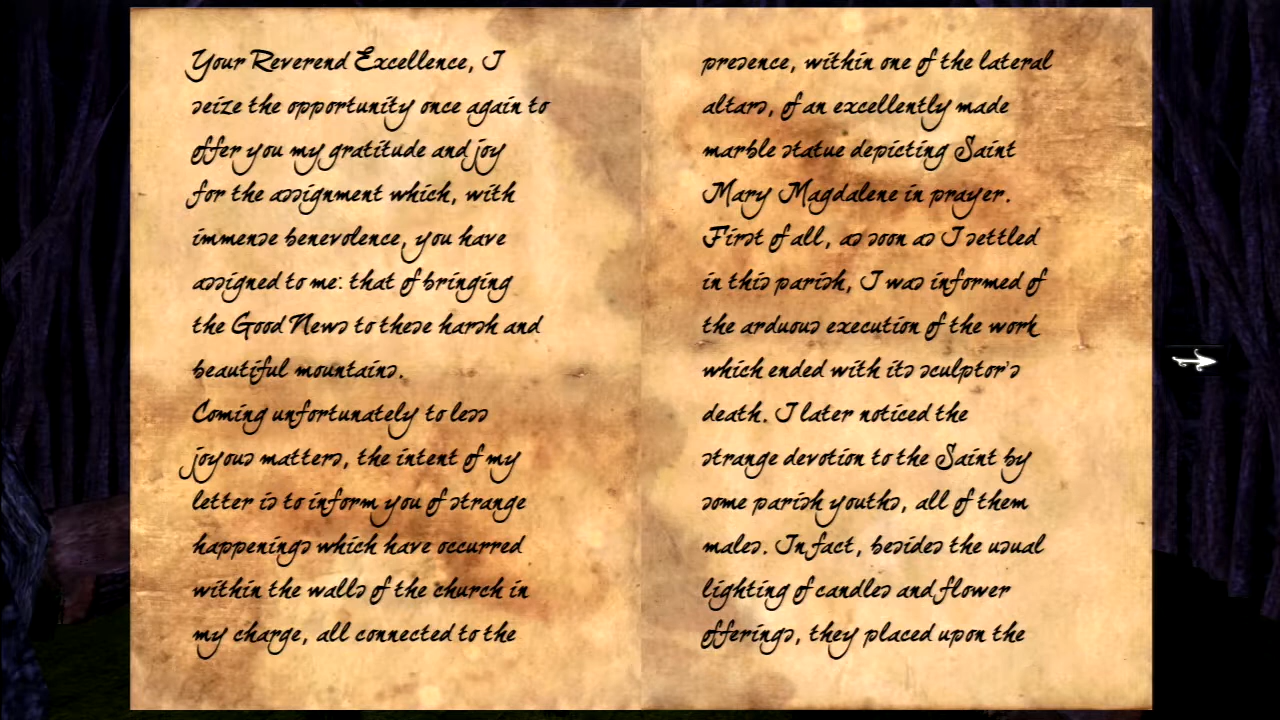 Your Reverend Excellence, I
seize the opportunity once again to
offer you my gratitude and joy
for the assignment which, with
immense benevolence, you have
assigned to me: that of bringing
the Good News to these harsh and
beautiful mountains.
Coming unfortunately to less
joyous matters, the intent of my
letter is to inform you of strange
happenings which have occurred
within the walls of the church in
my charge, all connected to the
presence, within one of the lateral
altars, of an excellently made
marble statue depicting Saint
Mary Magdalene in prayer.
First of all, as soon as I settled
in this parish, I was informed of
the arduous execution of the work
which ended with its sculptor's
death. I later noticed the
strange devotion to the Saint by
some parish youths, all of them
males. In fact, besides the usual
lighting of candles and flower
offerings, they placed upon the